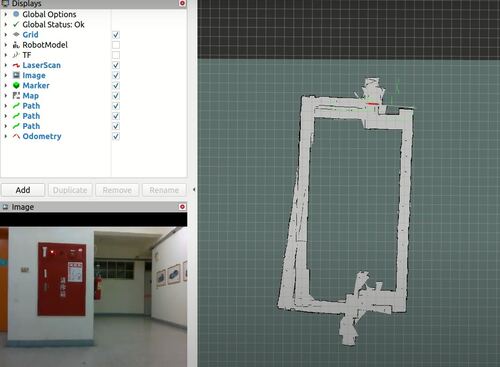 Displays
Global Options
Global Status: Ok
Grid
RobotModel
TF
LaserScan
Image
Marker
Map
Path
Path
Path
Odometry
Add
Duplicate
Remove
Rename
Image